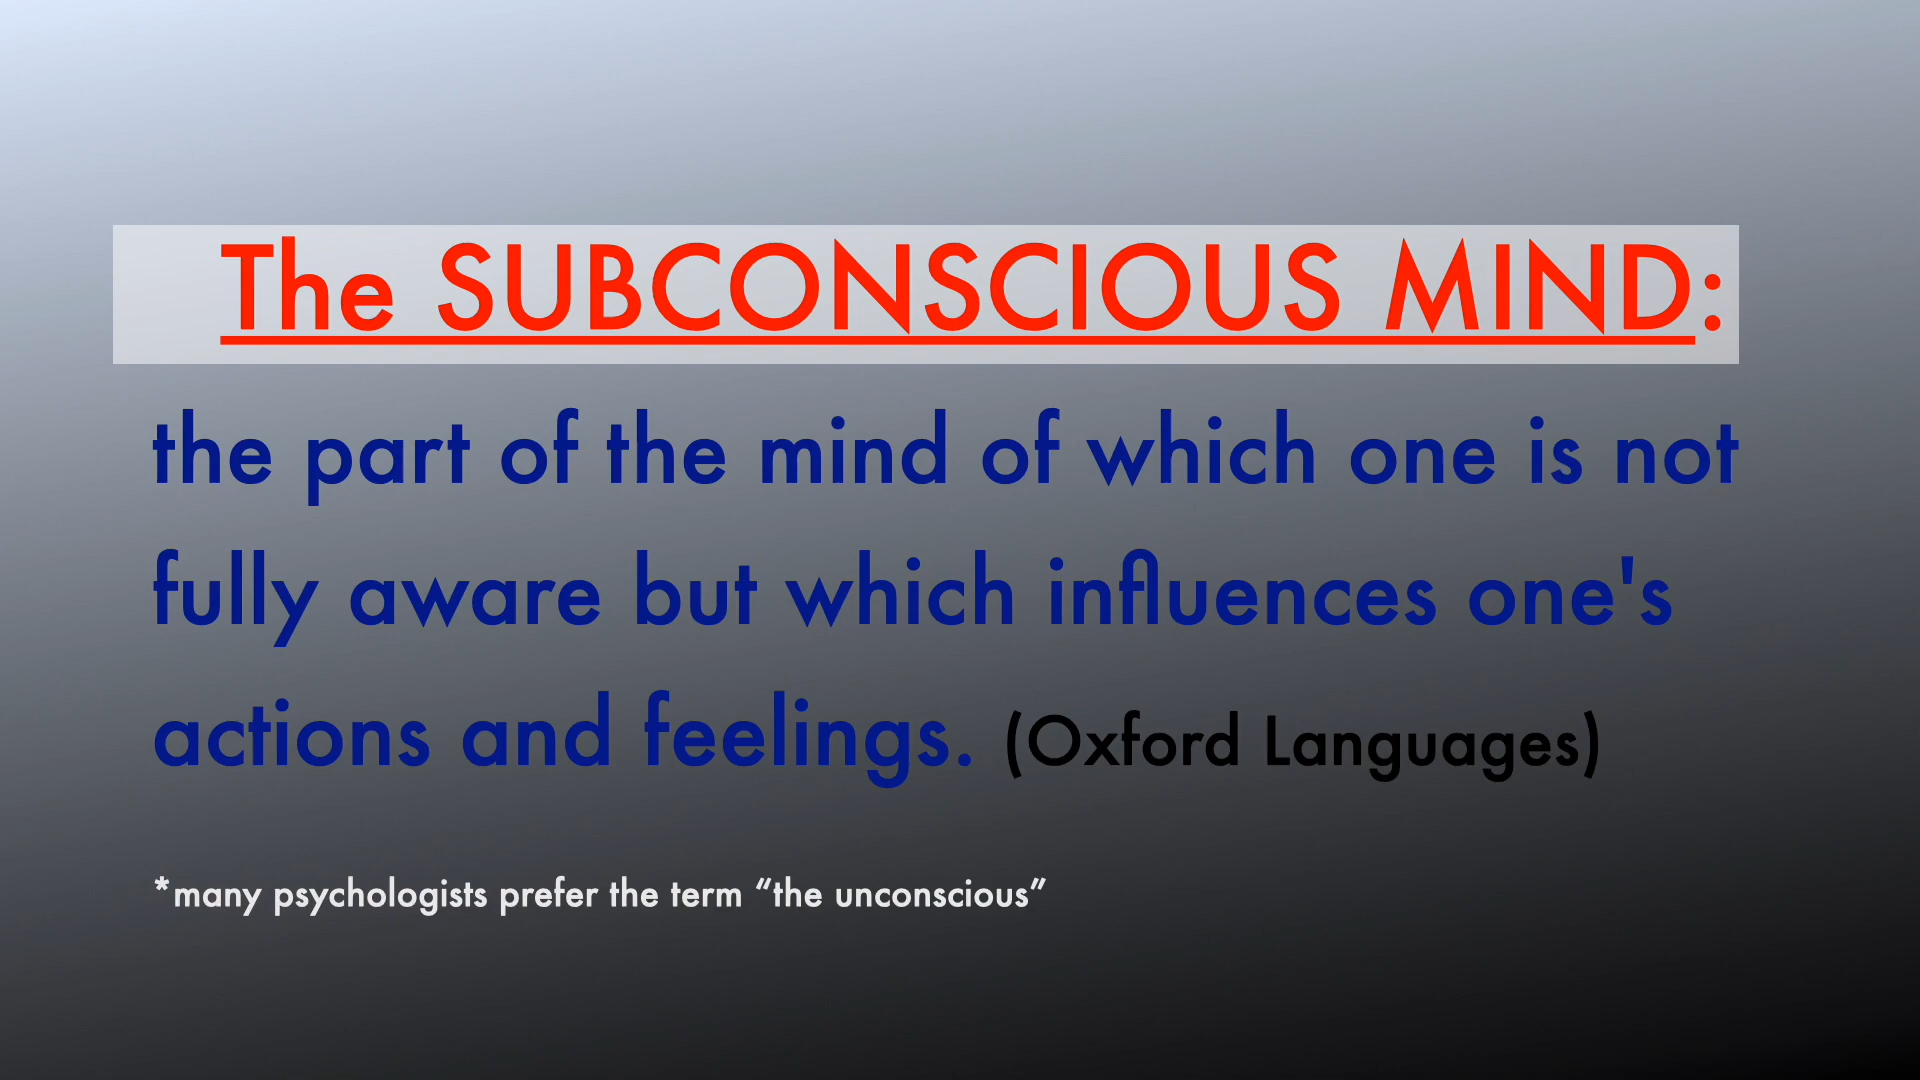 The SUBCONSCIOUS MIND:
the part of the mind of which one is not
fully aware but which influences one's
actions and feelings. (Oxford Languages)
*many psychologists prefer the term “the unconscious”